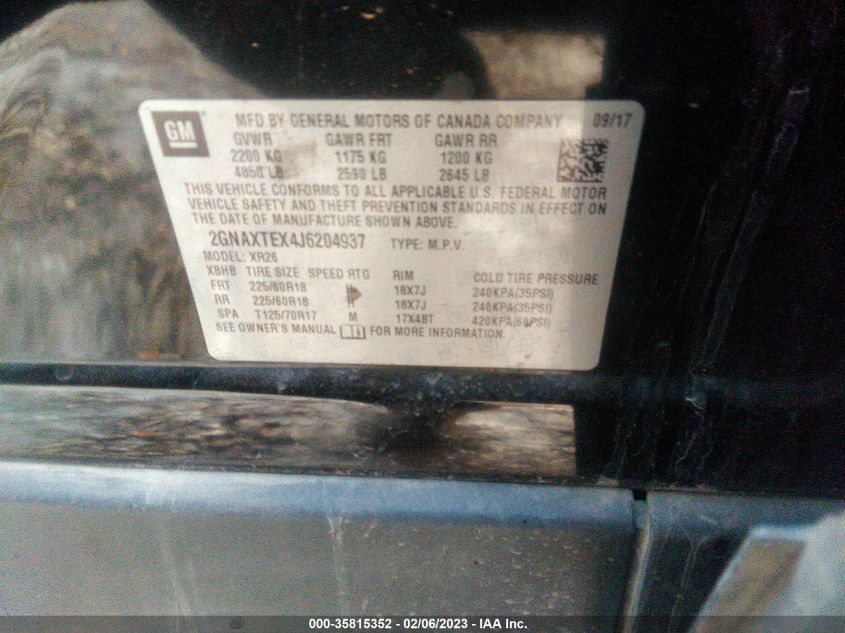 GM
MFD BY GENERAL MOTORS OF CANADA COMPANY 09/17
GVWR GAWR FRT GAWR RR
2200 KG 1175 KG 1200 KG
4850 LB 2590 LB 2645 LB
THIS VEHICLE CONFORMS TO ALL APPLICABLE U.S. FEDERAL MOTOR
VEHICLE SAFETY AND THEFT PREVENTION STANDARDS IN EFFECT ON
THE DATE OF MANUFACTURE SHOWN ABOVE.
2GNAXTEX4J6204937 TYPE: M.P.V.
MODEL: XR26
XBHB TIRE SIZE SPEED RTG RIM COLD TIRE PRESSURE
FRT 225/60R18 H 18X7J 240KPA(35PSI)
RR 225/60R18 H 18X7J 240KPA(35PSI)
SPA T125/70R17 M 17X4BT 420KPA(60PSI)
SEE OWNER'S MANUAL FOR MORE INFORMATION.
000-35815352 - 02/06/2023 - IAA Inc.